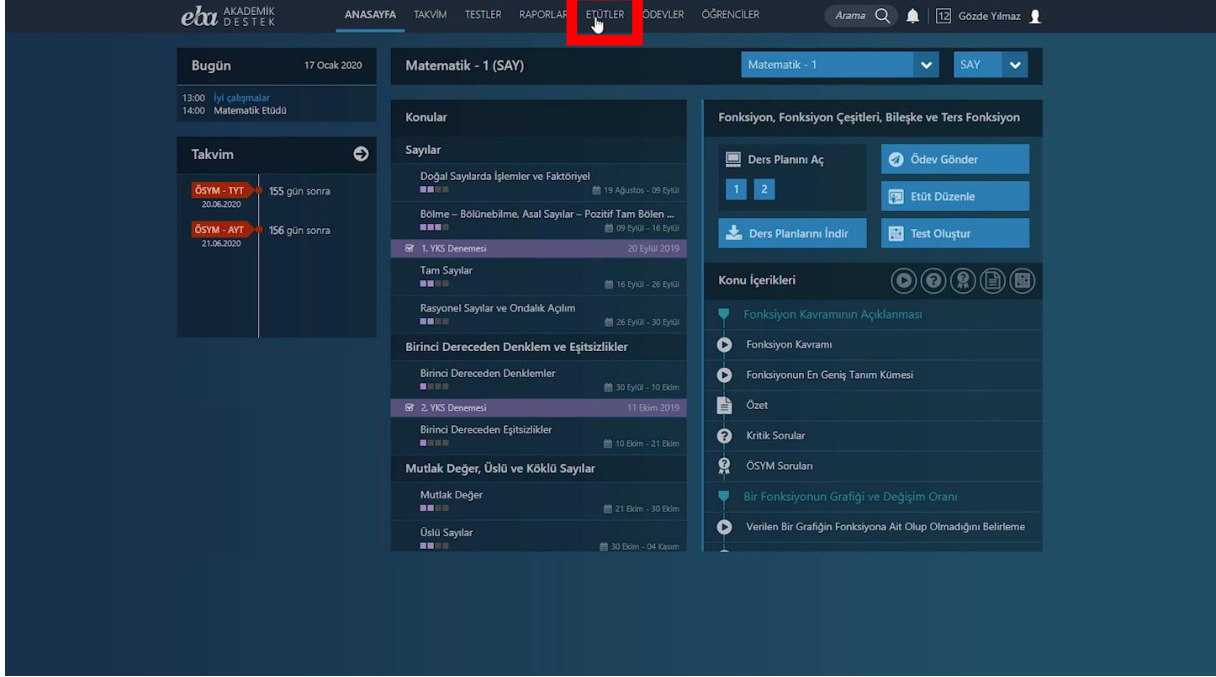 eba AKADEMİK DESTEK
ANASAYFA TAKVİM TESTLER RAPORLAR ETÜTLER ÖDEVLER ÖĞRENCİLER Arama 12 Gözde Yılmaz
Bugün 17 Ocak 2020
13:00 İyi çalışmalar
14:00 Matematik Etüdü
Takvim
ÖSYM - TYT 155 gün sonra
20.06.2020
ÖSYM - AYT 156 gün sonra
21.06.2020
Matematik - 1 (SAY) Matematik - 1 SAY
Konular
Sayılar
Doğal Sayılarda İşlemler ve Faktöriyel
19 Ağustos - 09 Eylül
Bölme – Bölünebilme, Asal Sayılar – Pozitif Tam Bölen ...
09 Eylül - 16 Eylül
1. YKS Denemesi 20 Eylül 2019
Tam Sayılar
16 Eylül - 26 Eylül
Rasyonel Sayılar ve Ondalık Açılım
26 Eylül - 30 Eylül
Birinci Dereceden Denklem ve Eşitsizlikler
Birinci Dereceden Denklemler
30 Eylül - 10 Ekim
2. YKS Denemesi 11 Ekim 2019
Birinci Dereceden Eşitsizlikler
10 Ekim - 21 Ekim
Mutlak Değer, Üslü ve Köklü Sayılar
Mutlak Değer
21 Ekim - 30 Ekim
Üslü Sayılar
30 Ekim - 04 Kasım
Fonksiyon, Fonksiyon Çeşitleri, Bileşke ve Ters Fonksiyon
Ders Planını Aç
1 2
Ders Planlarını İndir
Ödev Gönder
Etüt Düzenle
Test Oluştur
Konu İçerikleri
Fonksiyon Kavramının Açıklanması
Fonksiyon Kavramı
Fonksiyonun En Geniş Tanım Kümesi
Özet
Kritik Sorular
ÖSYM Soruları
Bir Fonksiyonun Grafiği ve Değişim Oranı
Verilen Bir Grafiğin Fonksiyona Ait Olup Olmadığını Belirleme